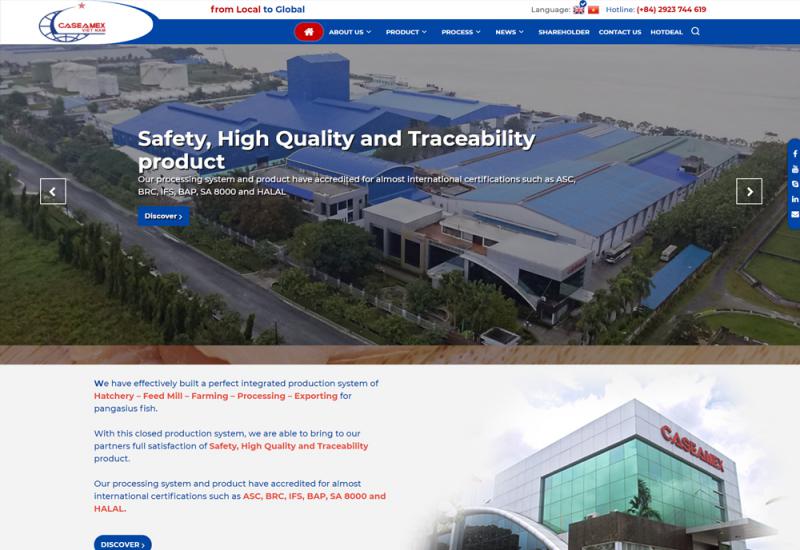 CASEAMEX
VIET NAM
from Local to Global
Language:
Hotline: (+84) 2923 744 619
ABOUT US
PRODUCT
PROCESS
NEWS
SHAREHOLDER
CONTACT US
HOTDEAL
Safety, High Quality and Traceability
product
Our processing system and product have accredited for almost international certifications such as ASC,
BRC, IFS, BAP, SA 8000 and HALAL
Discover
We have effectively built a perfect integrated production system of
Hatchery – Feed Mill – Farming – Processing – Exporting for
pangasius fish.
With this closed production system, we are able to bring to our
partners full satisfaction of Safety, High Quality and Traceability
product.
Our processing system and product have accredited for almost
international certifications such as ASC, BRC, IFS, BAP, SA 8000 and
HALAL.
DISCOVER
CASEAMEX